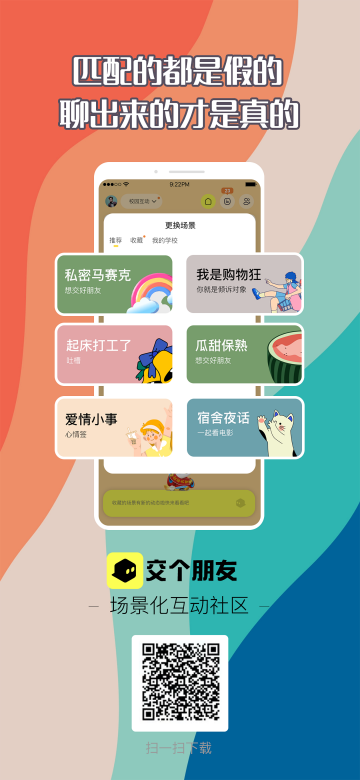 匹配的都是假的
聊出来的才是真的
9:22PM
校园互动
21
更换场景
推荐 收藏 我的学校
私密马赛克
想交好朋友
我是购物狂
你就是倾诉对象
起床打工了
吐槽
瓜甜保熟
想交好朋友
爱情小事
心情签
宿舍夜话
一起看电影
交个朋友
— 场景化互动社区 —
扫一扫下载